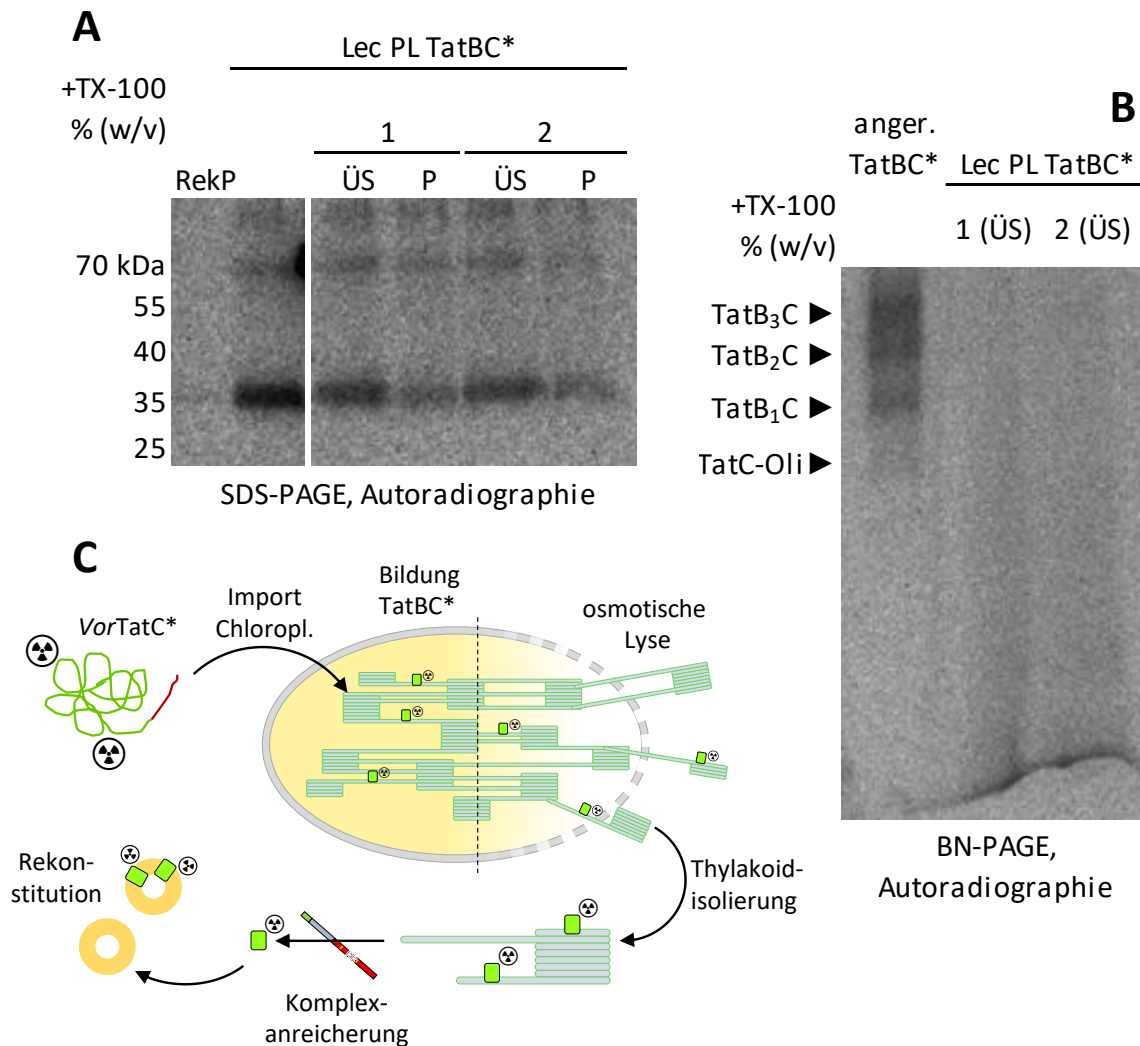 A
Lec PL TatBC*
+TX-100
% (w/v)
1 2
RekP ÜS P ÜS P
70 kDa
55
40
35
25
SDS-PAGE, Autoradiographie
B
anger.
TatBC* Lec PL TatBC*
+TX-100
% (w/v)
1 (ÜS) 2 (ÜS)
TatB₃C ►
TatB₂C ►
TatB₁C ►
TatC-Oli ►
BN-PAGE,
Autoradiographie
C
VorTatC*
Import
Chloropl.
Bildung
TatBC*
osmotische
Lyse
Thylakoid-
isolierung
Komplex-
anreicherung
Rekon-
stitution